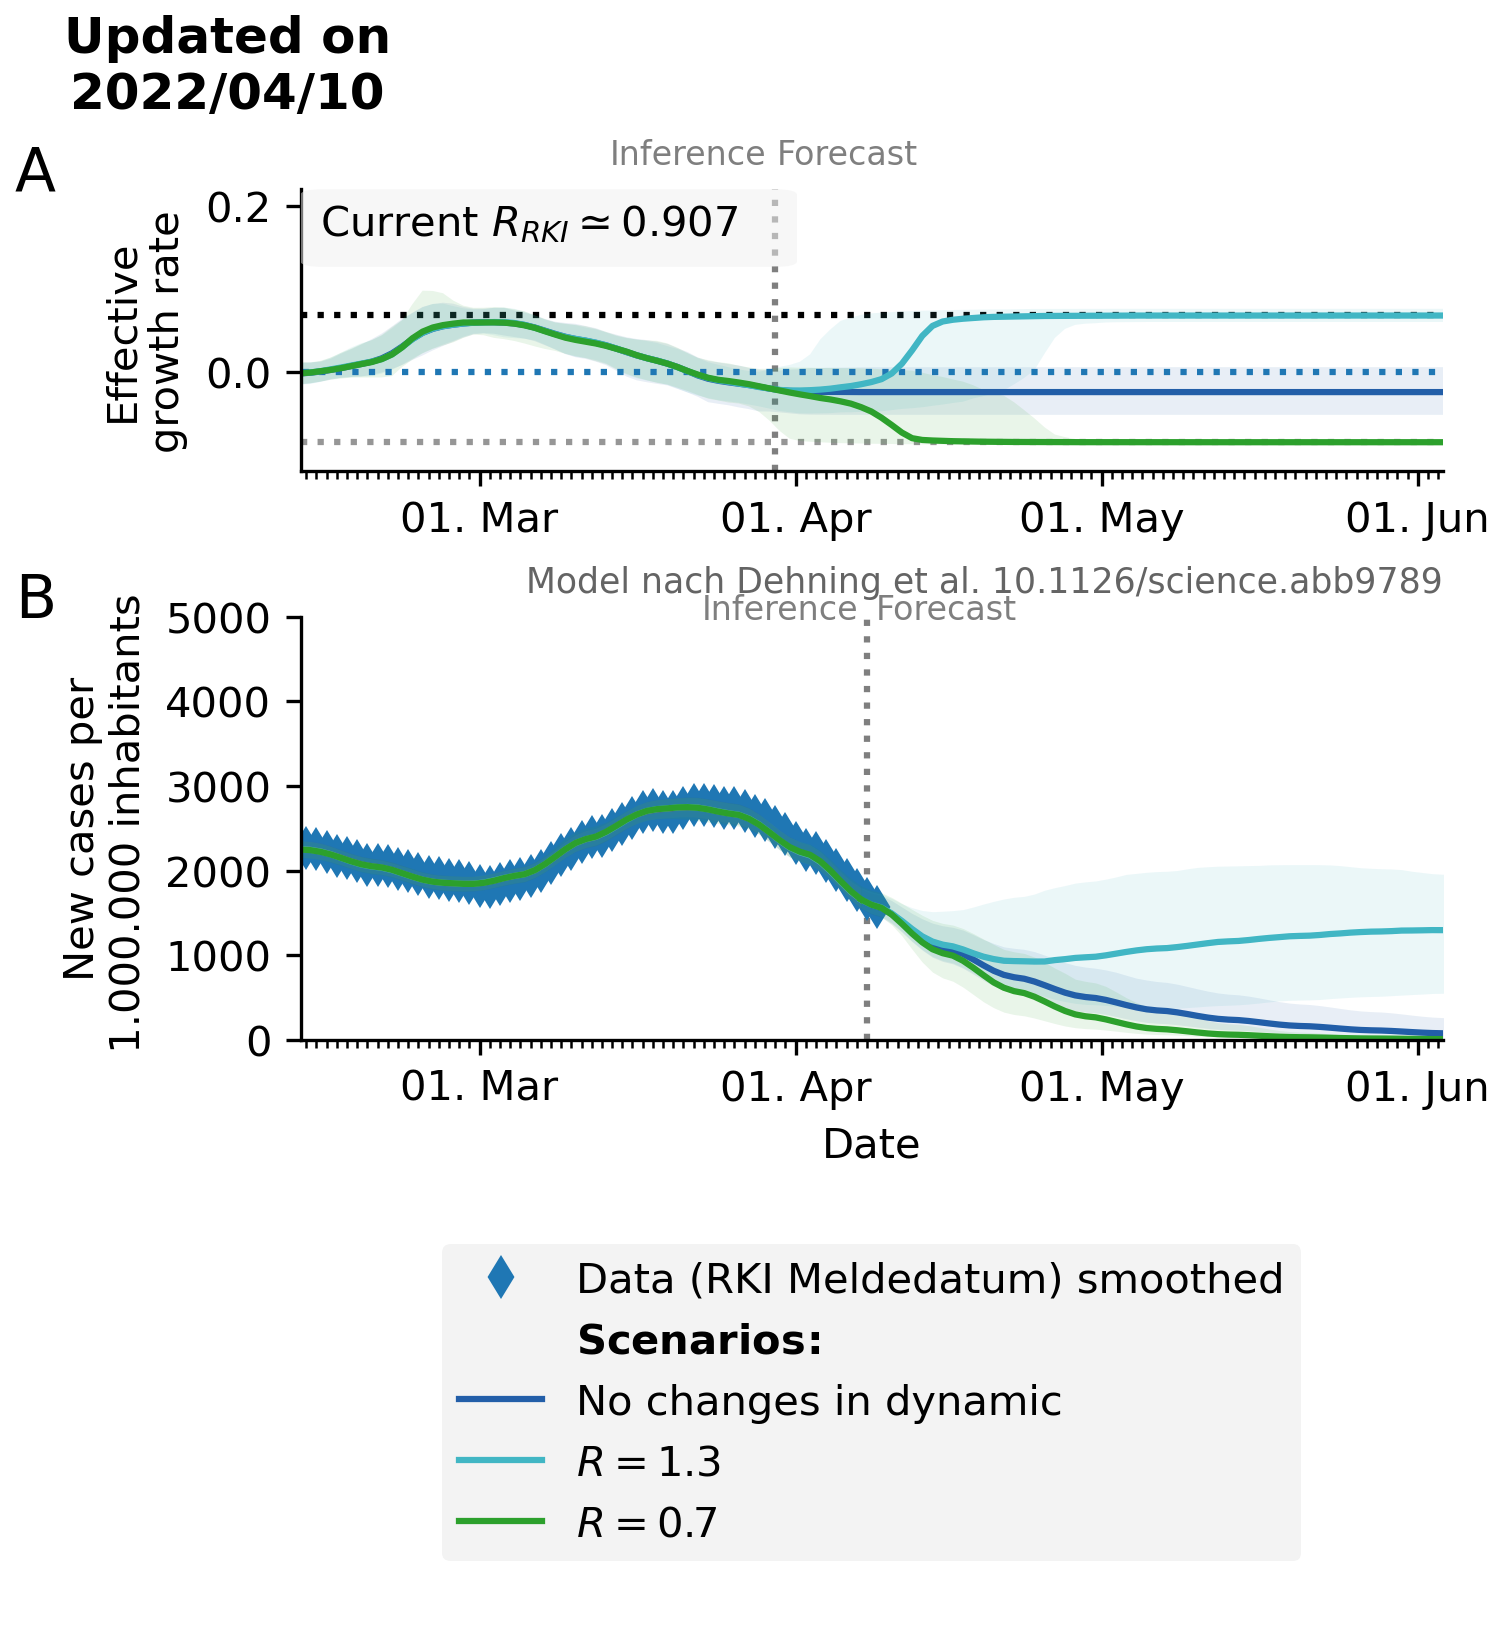 Updated on
2022/04/10
A
Inference Forecast
Current R_RKI ≃ 0.907
Effective
growth rate
0.2
0.0
01. Mar 01. Apr 01. May 01. Jun
B
Model nach Dehning et al. 10.1126/science.abb9789
Inference Forecast
New cases per
1.000.000 inhabitants
5000
4000
3000
2000
1000
0
01. Mar 01. Apr 01. May 01. Jun
Date
Data (RKI Meldedatum) smoothed
Scenarios:
No changes in dynamic
R = 1.3
R = 0.7